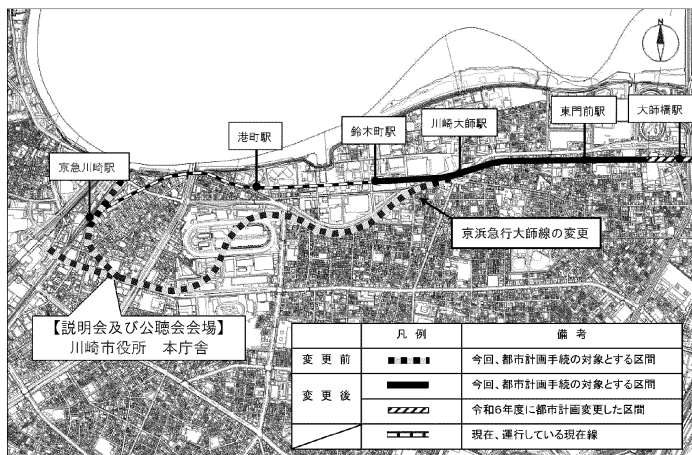 N
大師橋駅
東門前駅
川崎大師駅
鈴木町駅
港町駅
京急川崎駅
京浜急行大師線の変更
【説明会及び公聴会会場】
川崎市役所 本庁舎
凡例 備考
変更前 今回、都市計画手続の対象とする区間
変更後 今回、都市計画手続の対象とする区間
令和6年度に都市計画変更した区間
現在、運行している現在線